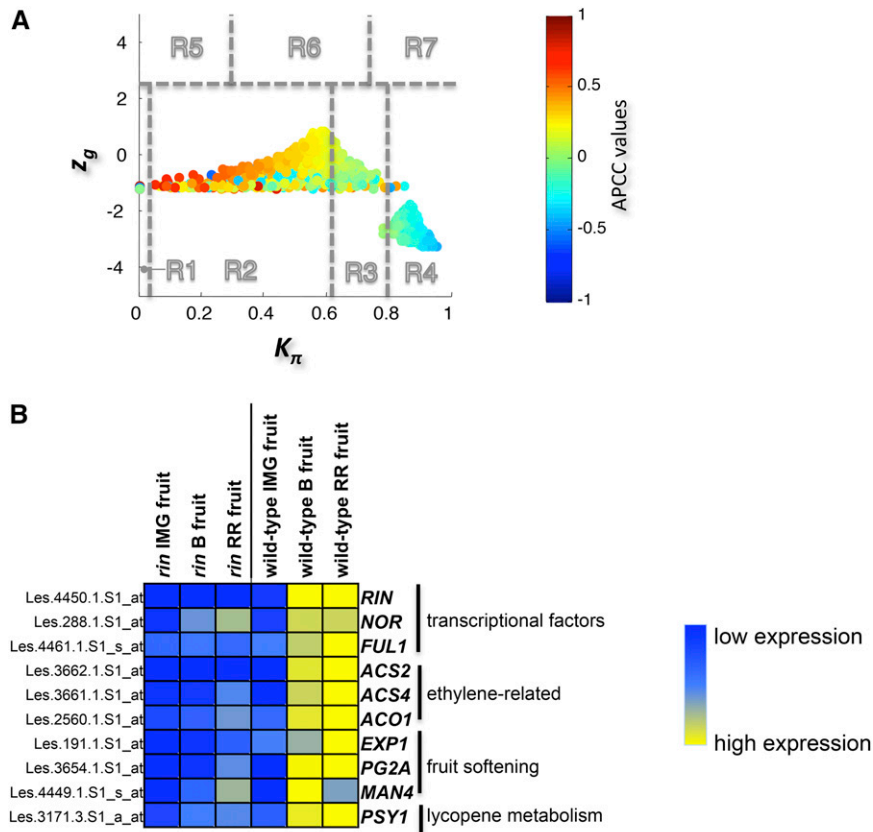 A
R5 R6 R7
4
2
0
-2
-4
z_g
R1 R2 R3 R4
0 0.2 0.4 0.6 0.8 1
K_π
1
0.5
0
-0.5
-1
APCC values
B
rin IMG fruit
rin B fruit
rin RR fruit
wild-type IMG fruit
wild-type B fruit
wild-type RR fruit
Les.4450.1.S1_at RIN
Les.288.1.S1_at NOR
Les.4461.1.S1_s_at FUL1
transcriptional factors
Les.3662.1.S1_at ACS2
Les.3661.1.S1_at ACS4
Les.2560.1.S1_at ACO1
ethylene-related
Les.191.1.S1_at EXP1
Les.3654.1.S1_at PG2A
Les.4449.1.S1_s_at MAN4
fruit softening
Les.3171.3.S1_a_at PSY1
lycopene metabolism
low expression
high expression